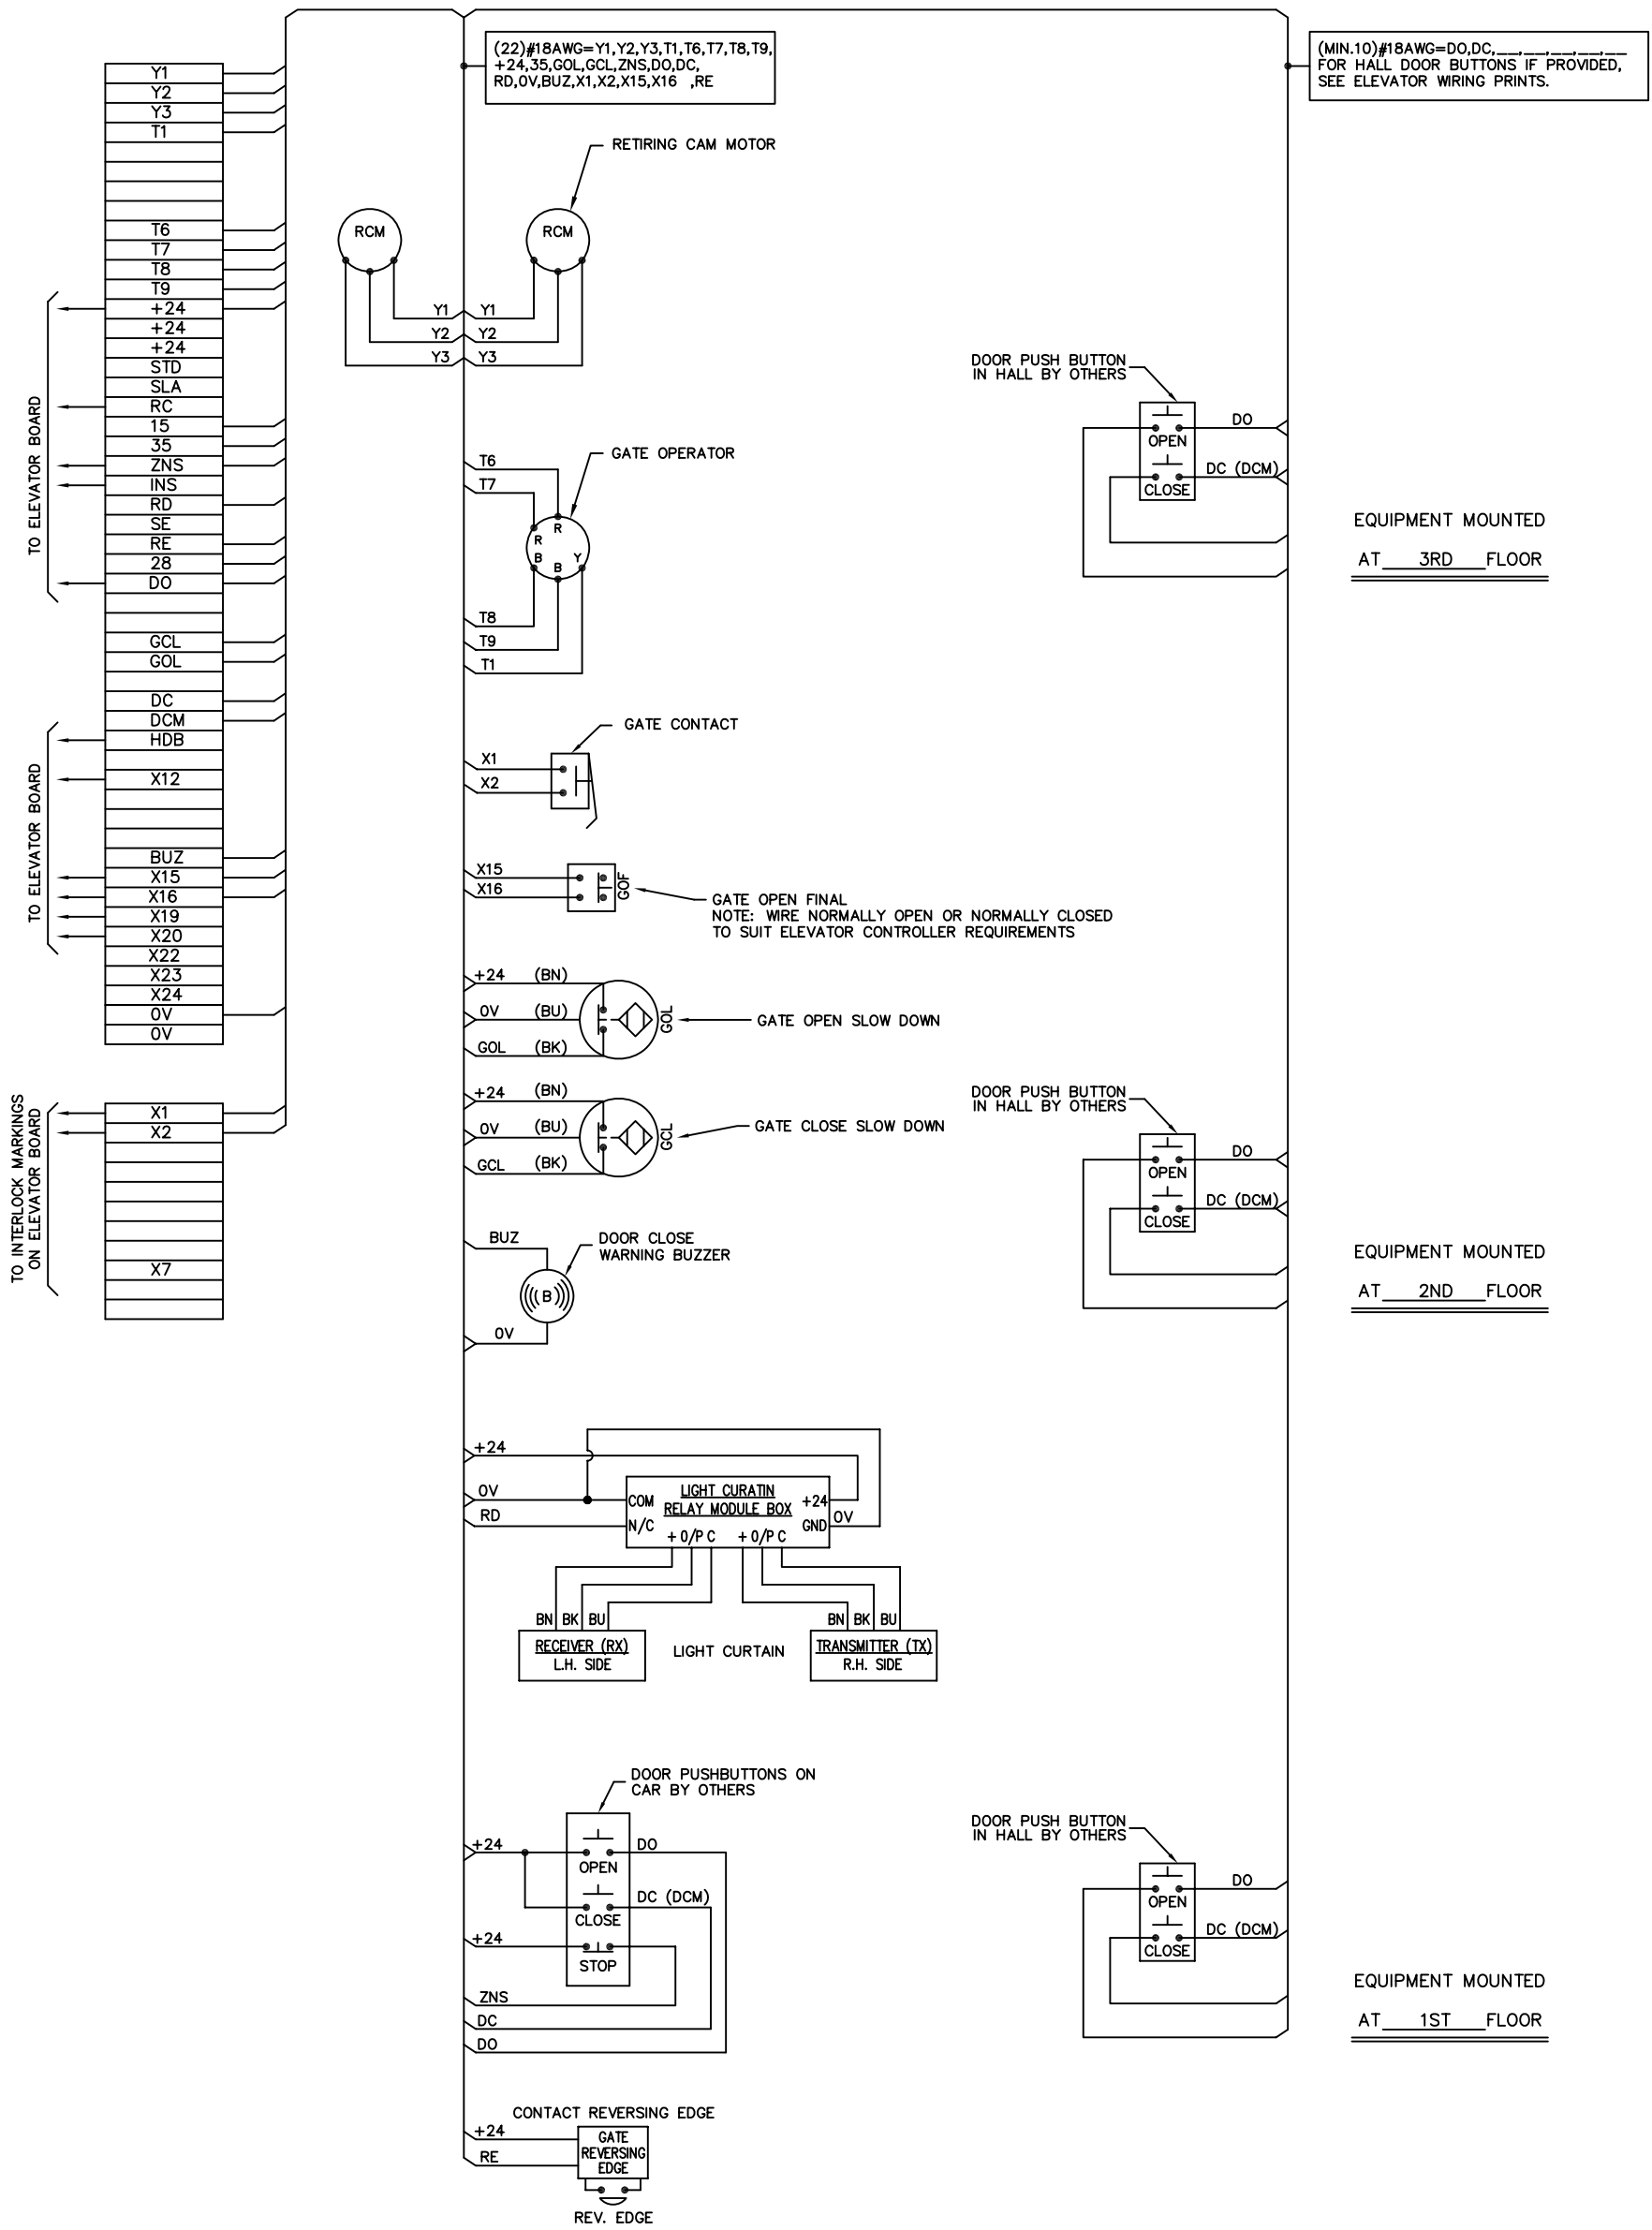 (22)#18AWG=Y1,Y2,Y3,T1,T6,T7,T8,T9,
+24,35,GOL,GCL,ZNS,DO,DC,
RD,0V,BUZ,X1,X2,X15,X16 ,RE
(MIN.10)#18AWG=DO,DC,__,__,__,__,__
FOR HALL DOOR BUTTONS IF PROVIDED,
SEE ELEVATOR WIRING PRINTS.
Y1
Y2
Y3
T1
T6
T7
T8
T9
+24
+24
+24
STD
SLA
RC
15
35
ZNS
INS
RD
SE
RE
28
DO
GCL
GOL
DC
DCM
HDB
X12
BUZ
X15
X16
X19
X20
X22
X23
X24
0V
0V
X1
X2
X7
TO ELEVATOR BOARD
TO ELEVATOR BOARD
TO INTERLOCK MARKINGS
ON ELEVATOR BOARD
RETIRING CAM MOTOR
RCM
RCM
Y1
Y1
Y2
Y2
Y3
Y3
GATE OPERATOR
T6
T7
R
R
B
B
Y
T8
T9
T1
GATE CONTACT
X1
X2
X15
X16
GOF
GATE OPEN FINAL
NOTE: WIRE NORMALLY OPEN OR NORMALLY CLOSED
TO SUIT ELEVATOR CONTROLLER REQUIREMENTS
+24 (BN)
0V (BU)
GOL (BK)
GOL
GATE OPEN SLOW DOWN
+24 (BN)
0V (BU)
GCL (BK)
GCL
GATE CLOSE SLOW DOWN
BUZ
DOOR CLOSE
WARNING BUZZER
B
0V
+24
0V
RD
COM
N/C
LIGHT CURATIN
RELAY MODULE BOX
+24
GND
0V
+ O/P C
+ O/P C
BN BK BU
BN BK BU
RECEIVER (RX)
L.H. SIDE
LIGHT CURTAIN
TRANSMITTER (TX)
R.H. SIDE
DOOR PUSHBUTTONS ON
CAR BY OTHERS
+24
DO
OPEN
DC (DCM)
CLOSE
+24
STOP
ZNS
DC
DO
CONTACT REVERSING EDGE
+24
RE
GATE
REVERSING
EDGE
REV. EDGE
DOOR PUSH BUTTON
IN HALL BY OTHERS
DO
OPEN
DC (DCM)
CLOSE
EQUIPMENT MOUNTED
AT 3RD FLOOR
DOOR PUSH BUTTON
IN HALL BY OTHERS
DO
OPEN
DC (DCM)
CLOSE
EQUIPMENT MOUNTED
AT 2ND FLOOR
DOOR PUSH BUTTON
IN HALL BY OTHERS
DO
OPEN
DC (DCM)
CLOSE
EQUIPMENT MOUNTED
AT 1ST FLOOR